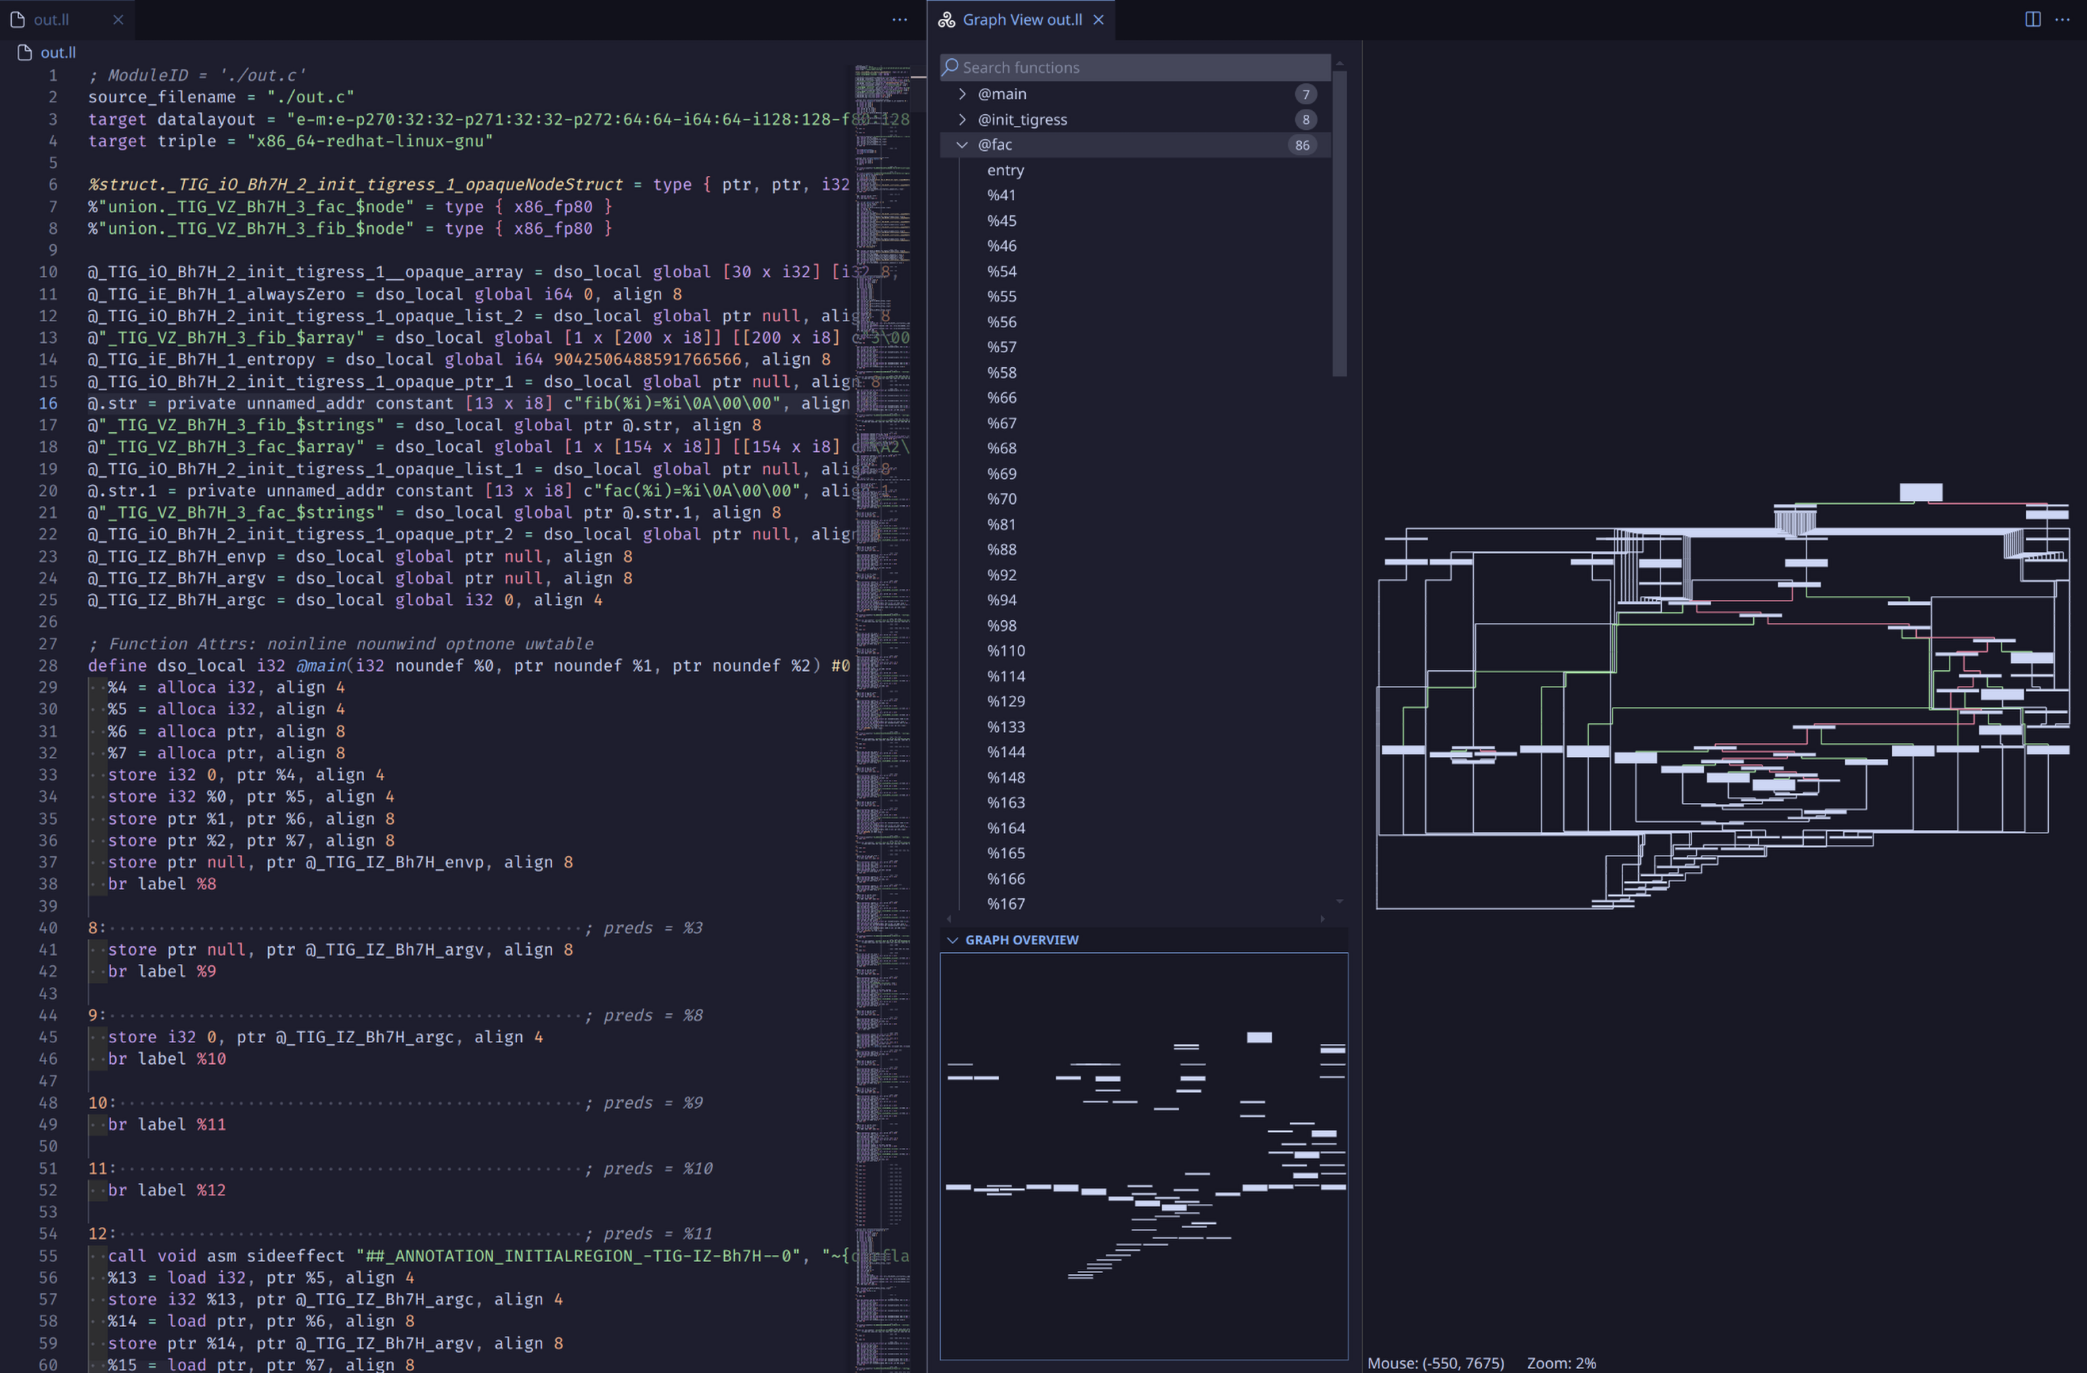 out.ll
Graph View out.ll
out.ll
1 ; ModuleID = './out.c'
2 source_filename = "./out.c"
3 target datalayout = "e-m:e-p270:32:32-p271:32:32-p272:64:64-i64:64-i128:128-f80:128
4 target triple = "x86_64-redhat-linux-gnu"
5
6 %struct._TIG_iO_Bh7H_2_init_tigress_1_opaqueNodeStruct = type { ptr, ptr, i32
7 %"union._TIG_VZ_Bh7H_3_fac_$node" = type { x86_fp80 }
8 %"union._TIG_VZ_Bh7H_3_fib_$node" = type { x86_fp80 }
9
10 @_TIG_iO_Bh7H_2_init_tigress_1__opaque_array = dso_local global [30 x i32] [i32 8,
11 @_TIG_iE_Bh7H_1_alwaysZero = dso_local global i64 0, align 8
12 @_TIG_iO_Bh7H_2_init_tigress_1_opaque_list_2 = dso_local global ptr null, align 8
13 @"_TIG_VZ_Bh7H_3_fib_$array" = dso_local global [1 x [200 x i8]] [[200 x i8] c"3\00
14 @_TIG_iE_Bh7H_1_entropy = dso_local global i64 9042506488591766566, align 8
15 @_TIG_iO_Bh7H_2_init_tigress_1_opaque_ptr_1 = dso_local global ptr null, align 8
16 @.str = private unnamed_addr constant [13 x i8] c"fib(%i)=%i\0A\00\00", align
17 @"_TIG_VZ_Bh7H_3_fib_$strings" = dso_local global ptr @.str, align 8
18 @"_TIG_VZ_Bh7H_3_fac_$array" = dso_local global [1 x [154 x i8]] [[154 x i8] c"\A2\
19 @_TIG_iO_Bh7H_2_init_tigress_1_opaque_list_1 = dso_local global ptr null, align 8
20 @.str.1 = private unnamed_addr constant [13 x i8] c"fac(%i)=%i\0A\00\00", align 1
21 @"_TIG_VZ_Bh7H_3_fac_$strings" = dso_local global ptr @.str.1, align 8
22 @_TIG_iO_Bh7H_2_init_tigress_1_opaque_ptr_2 = dso_local global ptr null, align
23 @_TIG_IZ_Bh7H_envp = dso_local global ptr null, align 8
24 @_TIG_IZ_Bh7H_argv = dso_local global ptr null, align 8
25 @_TIG_IZ_Bh7H_argc = dso_local global i32 0, align 4
26
27 ; Function Attrs: noinline nounwind optnone uwtable
28 define dso_local i32 @main(i32 noundef %0, ptr noundef %1, ptr noundef %2) #0
29 %4 = alloca i32, align 4
30 %5 = alloca i32, align 4
31 %6 = alloca ptr, align 8
32 %7 = alloca ptr, align 8
33 store i32 0, ptr %4, align 4
34 store i32 %0, ptr %5, align 4
35 store ptr %1, ptr %6, align 8
36 store ptr %2, ptr %7, align 8
37 store ptr null, ptr @_TIG_IZ_Bh7H_envp, align 8
38 br label %8
39
40 8: ; preds = %3
41 store ptr null, ptr @_TIG_IZ_Bh7H_argv, align 8
42 br label %9
43
44 9: ; preds = %8
45 store i32 0, ptr @_TIG_IZ_Bh7H_argc, align 4
46 br label %10
47
48 10: ; preds = %9
49 br label %11
50
51 11: ; preds = %10
52 br label %12
53
54 12: ; preds = %11
55 call void asm sideeffect "##_ANNOTATION_INITIALREGION_-TIG-IZ-Bh7H--0", "~{dirfla
56 %13 = load i32, ptr %5, align 4
57 store i32 %13, ptr @_TIG_IZ_Bh7H_argc, align 4
58 %14 = load ptr, ptr %6, align 8
59 store ptr %14, ptr @_TIG_IZ_Bh7H_argv, align 8
60 %15 = load ptr, ptr %7, align 8
Search functions
@main 7
@init_tigress 8
@fac 86
entry
%41
%45
%46
%54
%55
%56
%57
%58
%66
%67
%68
%69
%70
%81
%88
%92
%94
%98
%110
%114
%129
%133
%144
%148
%163
%164
%165
%166
%167
GRAPH OVERVIEW
Mouse: (-550, 7675) Zoom: 2%